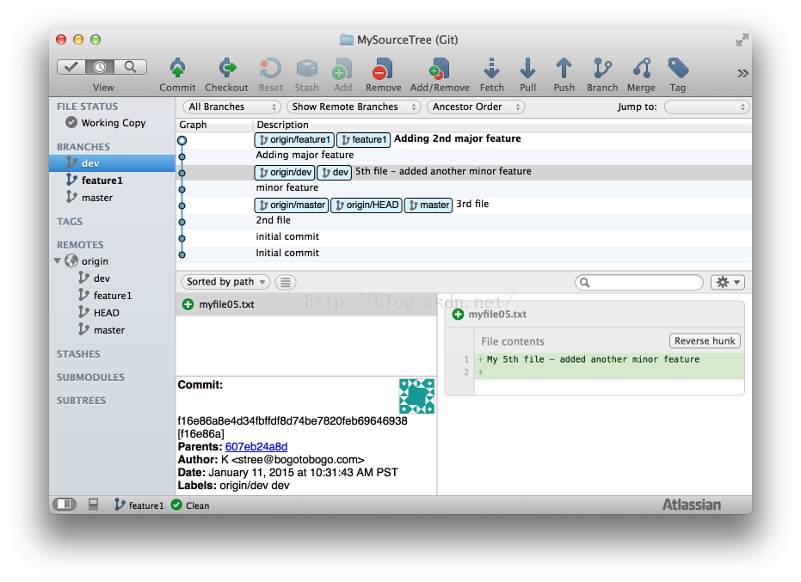 MySourceTree (Git)
View Commit Checkout Reset Stash Add Remove Add/Remove Fetch Pull Push Branch Merge Tag
FILE STATUS
Working Copy
BRANCHES
dev
feature1
master
TAGS
REMOTES
origin
dev
feature1
HEAD
master
STASHES
SUBMODULES
SUBTREES
All Branches Show Remote Branches Ancestor Order Jump to:
Graph Description
origin/feature1 feature1 Adding 2nd major feature
Adding major feature
origin/dev dev 5th file - added another minor feature
minor feature
origin/master origin/HEAD master 3rd file
2nd file
initial commit
Initial commit
Sorted by path
myfile05.txt
http://blog.csdn.net/
Commit:
f16e86a8e4d34fbffdf8d74be7820feb69646938
[f16e86a]
Parents: 607eb24a8d
Author: K <stree@bogotobogo.com>
Date: January 11, 2015 at 10:31:43 AM PST
Labels: origin/dev dev
myfile05.txt
File contents Reverse hunk
1 + My 5th file - added another minor feature
2 +
feature1 Clean Atlassian